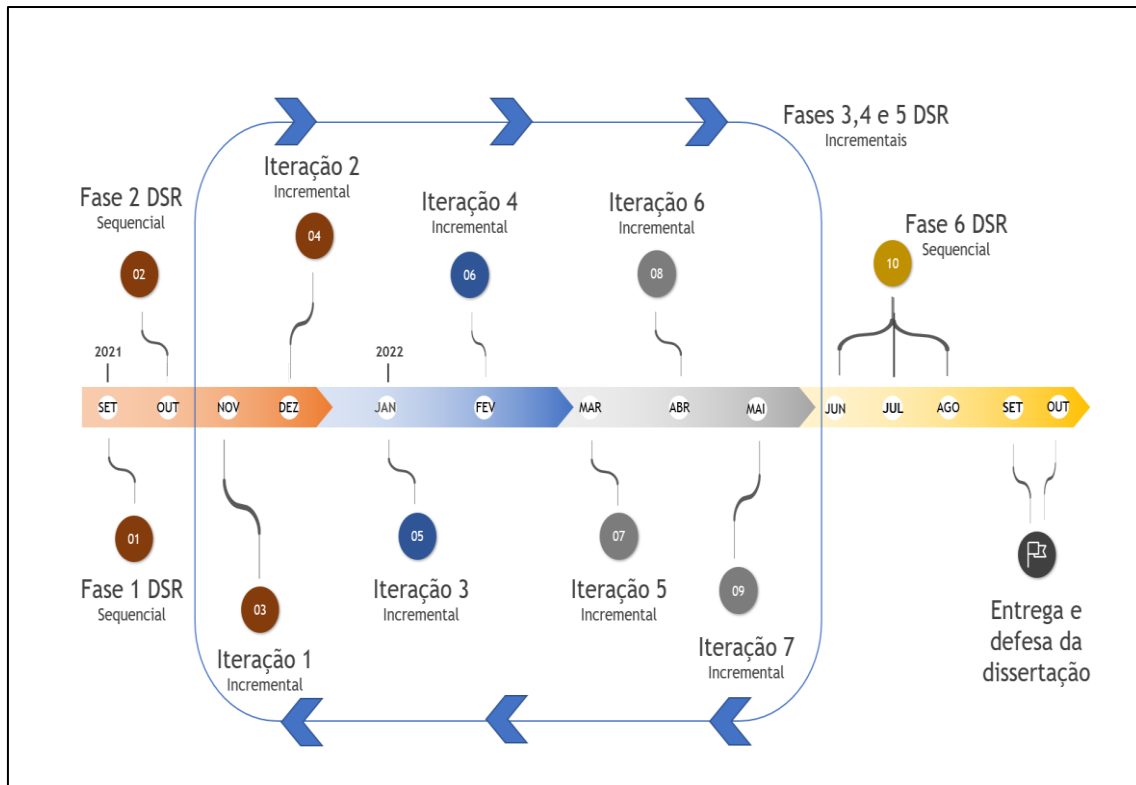 Fases 3,4 e 5 DSR
Incrementais
Iteração 2
Incremental
Fase 2 DSR
Sequencial
Iteração 4
Incremental
Iteração 6
Incremental
Fase 6 DSR
Sequencial
04
02
06
08
10
2021
2022
SET
OUT
NOV
DEZ
JAN
FEV
MAR
ABR
MAI
JUN
JUL
AGO
SET
OUT
01
05
07
03
09
Fase 1 DSR
Sequencial
Iteração 3
Incremental
Iteração 5
Incremental
Iteração 1
Incremental
Iteração 7
Incremental
Entrega e
defesa da
dissertação